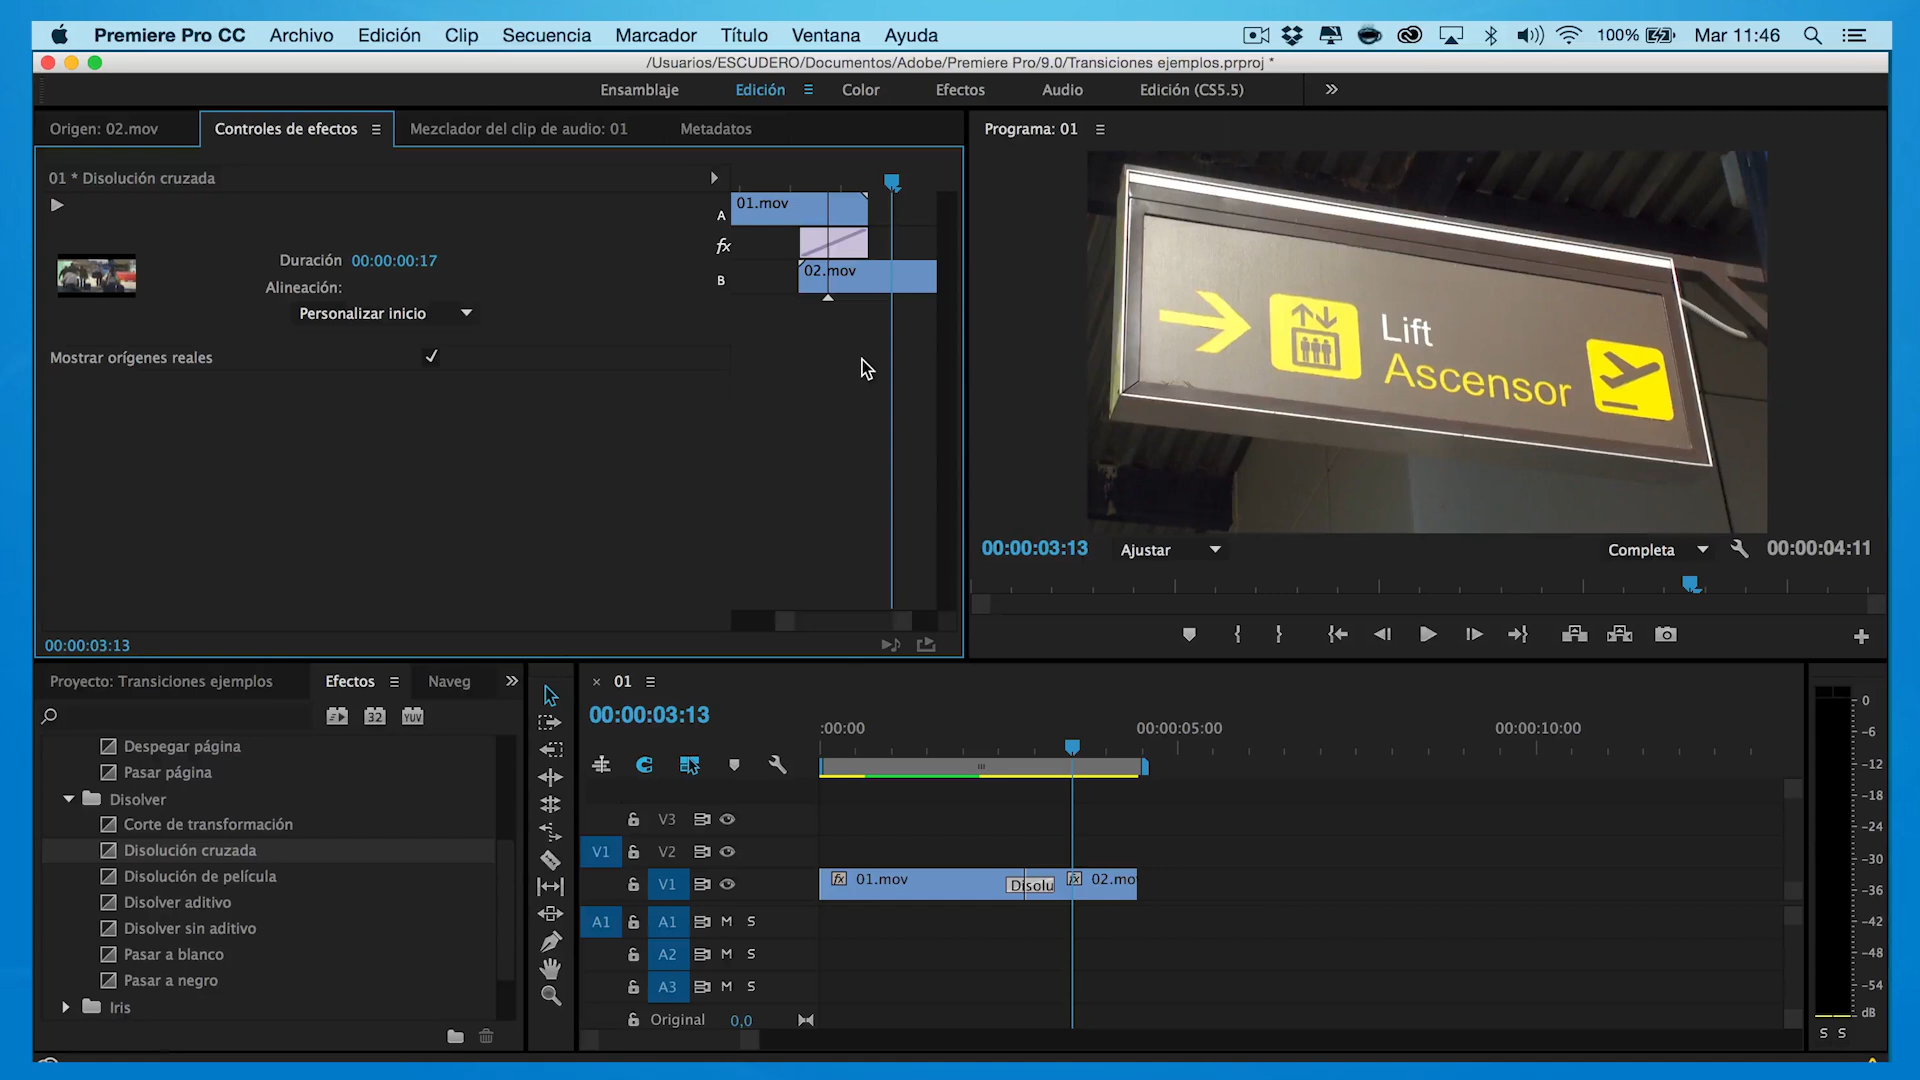 Premiere Pro CC Archivo Edición Clip Secuencia Marcador Título Ventana Ayuda 100% Mar 11:46
/Usuarios/ESCUDERO/Documentos/Adobe/Premiere Pro/9.0/Transiciones ejemplos.prproj *
Ensamblaje Edición Color Efectos Audio Edición (CS5.5) »
Origen: 02.mov Controles de efectos Mezclador del clip de audio: 01 Metadatos
Programa: 01
01 * Disolución cruzada
A 01.mov
fx
B 02.mov
Duración 00:00:00:17
Alineación:
Personalizar inicio
Mostrar orígenes reales
00:00:03:13
Lift
Ascensor
00:00:03:13 Ajustar Completa 00:00:04:11
Proyecto: Transiciones ejemplos Efectos Naveg »
32 YUV
Despegar página
Pasar página
Disolver
Corte de transformación
Disolución cruzada
Disolución de película
Disolver aditivo
Disolver sin aditivo
Pasar a blanco
Pasar a negro
Iris
× 01
00:00:03:13
:00:00 00:00:05:00 00:00:10:00
V3
V1 V2
V1 fx 01.mov Disolu fx 02.mo
A1 A1 M S
A2 M S
A3 M S
Original 0,0
0
-6
-12
-18
-24
-30
-36
-42
-48
-54
dB
S S